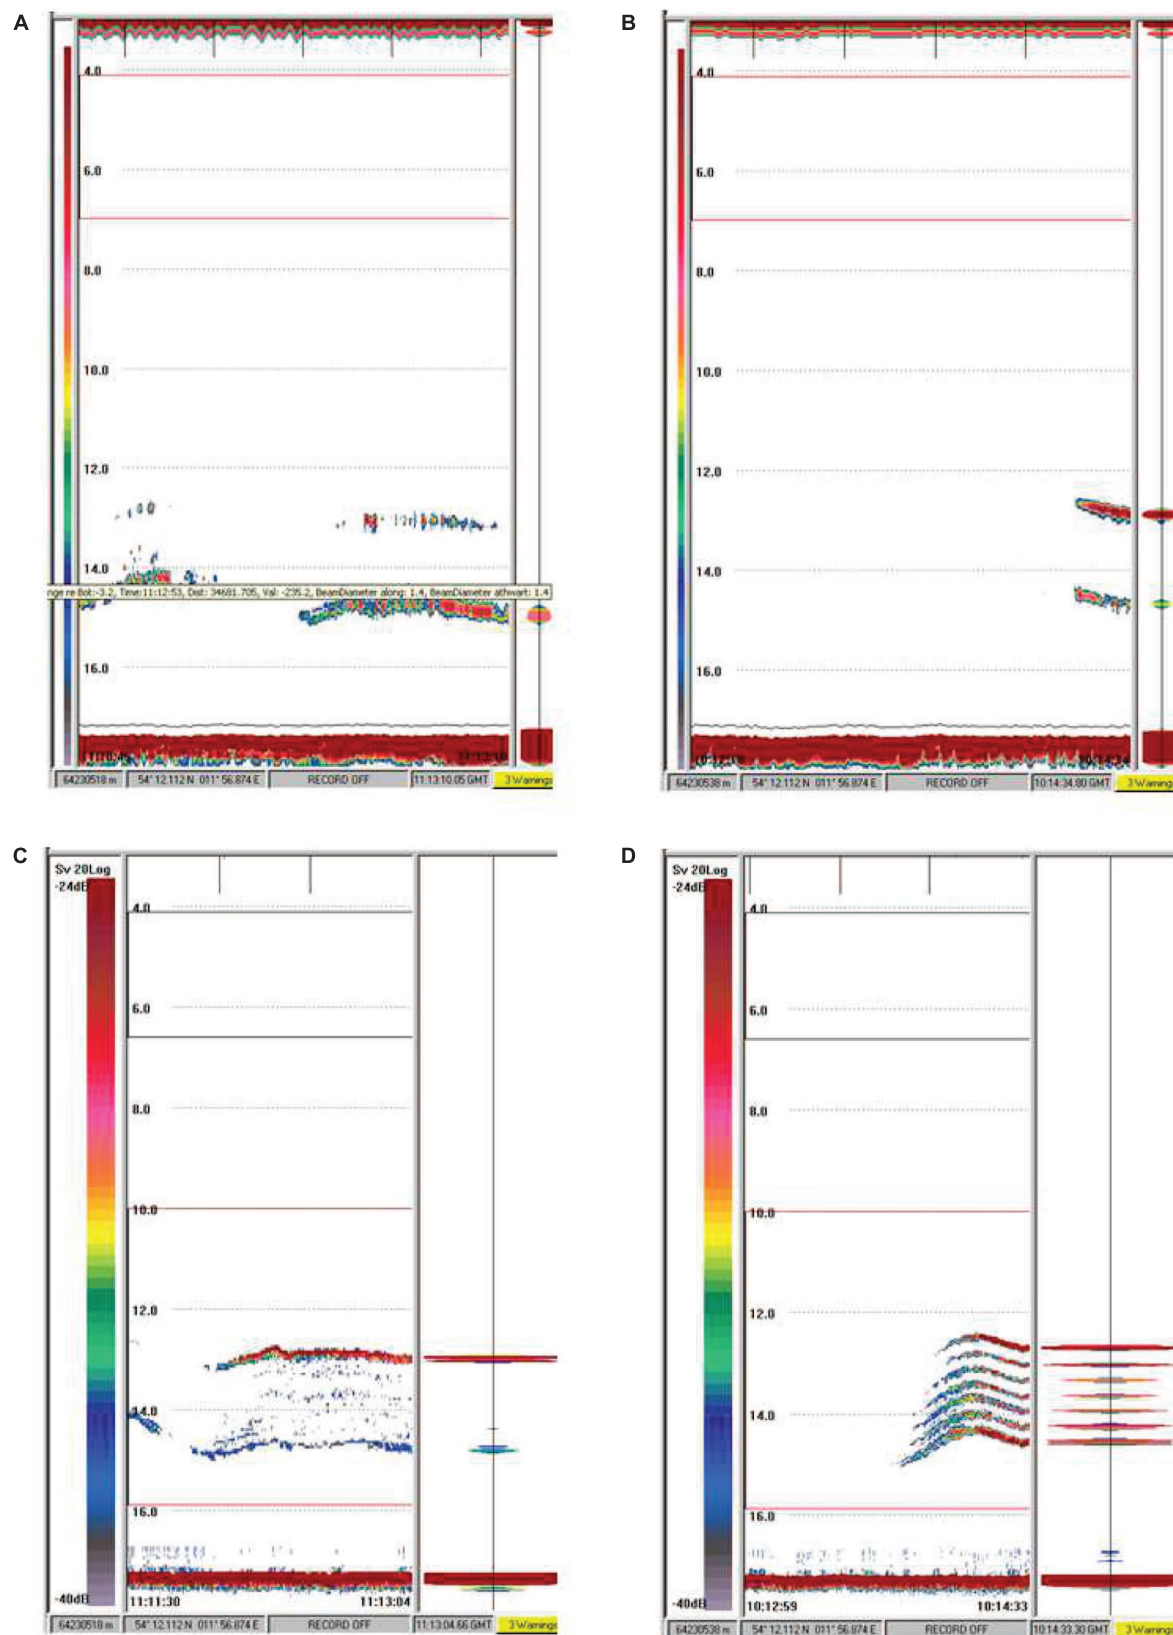 A
4.0
6.0
8.0
10.0
12.0
14.0
nge re Bot:-3.2, Time:11:12:53, Dist: 34681.705, Val: -235.2, BeamDiameter along: 1.4, BeamDiameter athwart: 1.4
16.0
64230518 m 54° 12.112 N 011° 56.874 E RECORD OFF 11:13:10.05 GMT 3 Warnings
B
4.0
6.0
8.0
10.0
12.0
14.0
16.0
10:14:34
64230538 m 54° 12.112 N 011° 56.874 E RECORD OFF 10:14:34.80 GMT 3 Warnings
C
Sv 20Log
-24dB
4.0
6.0
8.0
10.0
12.0
14.0
16.0
-40dB
11:11:30 11:13:04
64230518 m 54° 12.112 N 011° 56.874 E RECORD OFF 11:13:04.66 GMT 3 Warnings
D
Sv 20Log
-24dB
4.0
6.0
8.0
10.0
12.0
14.0
16.0
-40dB
10:12:59 10:14:33
64230538 m 54° 12.112 N 011° 56.874 E RECORD OFF 10:14:33.30 GMT 3 Warnings